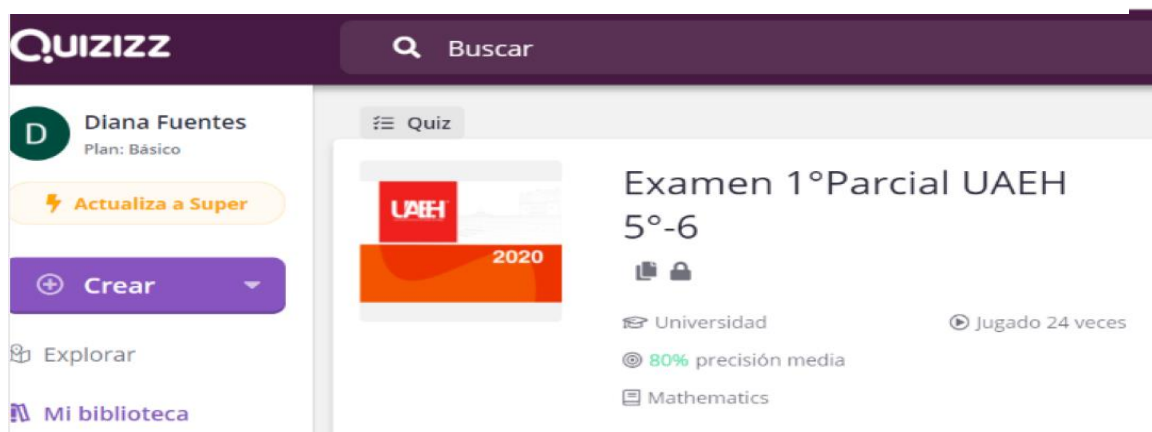 QUIZIZZ
Buscar
D
Diana Fuentes
Plan: Básico
Actualiza a Super
Crear
Explorar
Mi biblioteca
Quiz
UAEH
2020
Examen 1°Parcial UAEH
5°-6
Universidad
Jugado 24 veces
80% precisión media
Mathematics